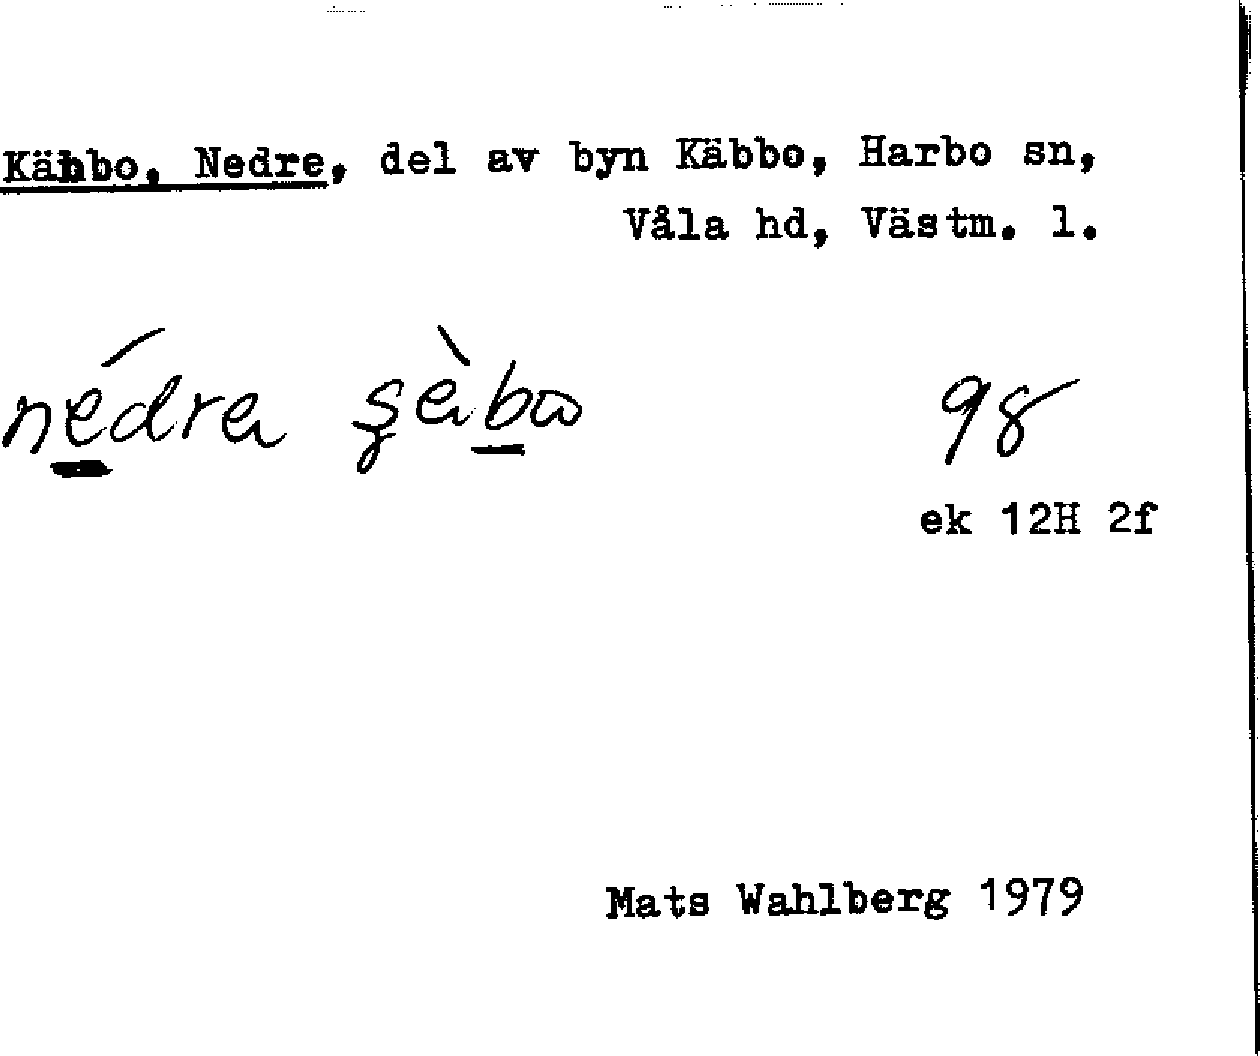 Käbbo, Nedre, del av byn Käbbo, Harbo sn,
Våla hd, Västm. l.
nédra
98
ek 12H 2f
Mats Wahlberg 1979